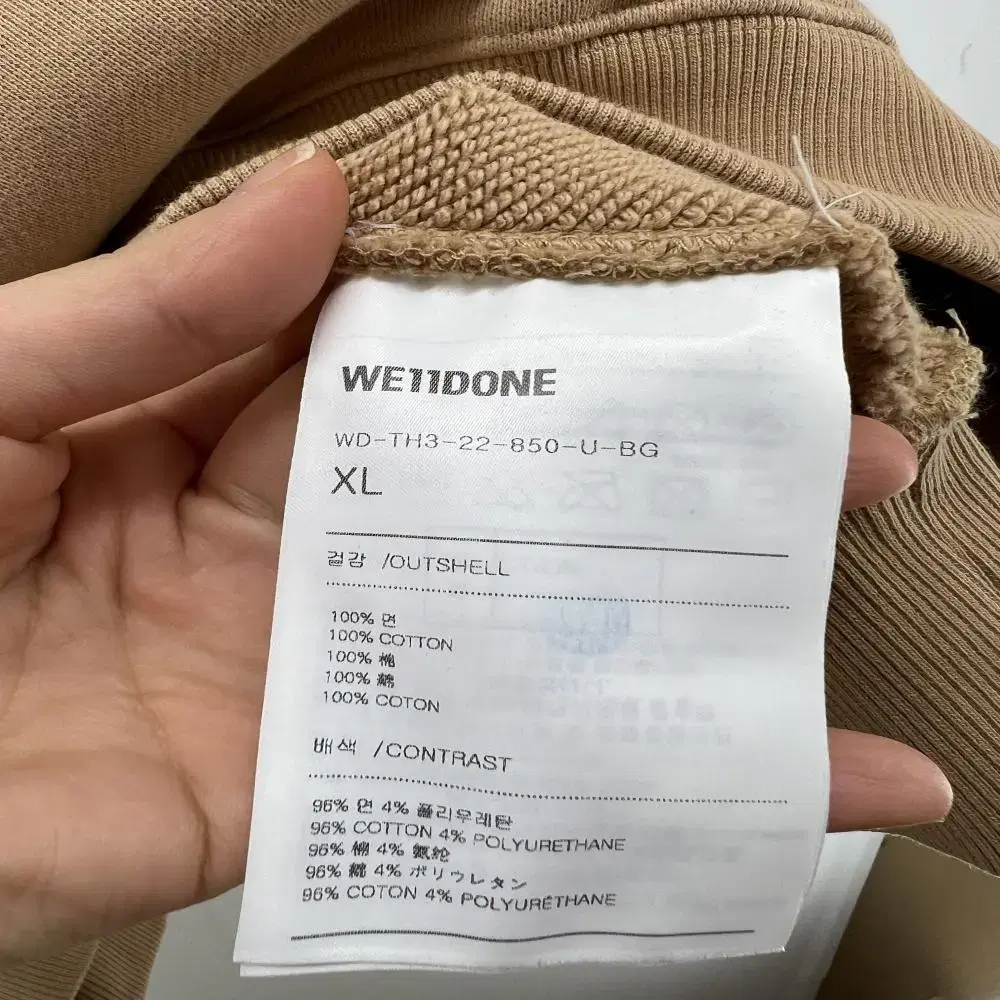 WE11DONE
WD-TH3-22-850-U-BG
XL
겉감 /OUTSHELL
100% 면
100% COTTON
100% 棉
100% 綿
100% COTON
배색 /CONTRAST
96% 면 4% 폴리우레탄
96% COTTON 4% POLYURETHANE
96% 棉 4% 氨纶
96% 綿 4% ポリウレタン
96% COTON 4% POLYURÉTHANE